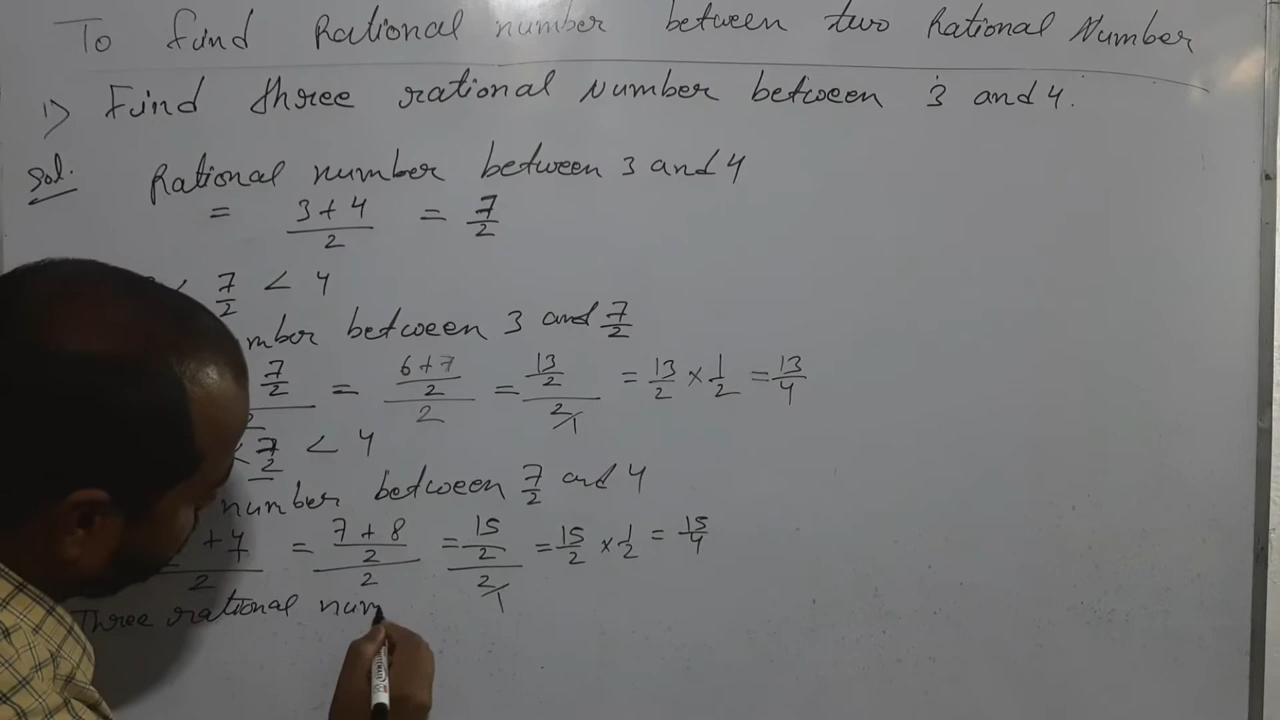 To find Rational number between two Rational Number
1) Find three rational Number between 3 and 4.
Sol. Rational number between 3 and 4
= 3+4/2 = 7/2
< 7/2 < 4
mber between 3 and 7/2
7/2 = 6+7/2/2 = 13/2/2/1 = 13/2 × 1/2 = 13/4
< 7/2 < 4
number between 7/2 and 4
+ 4/2 = 7+8/2/2 = 15/2/2/1 = 15/2 × 1/2 = 15/4
Three rational num